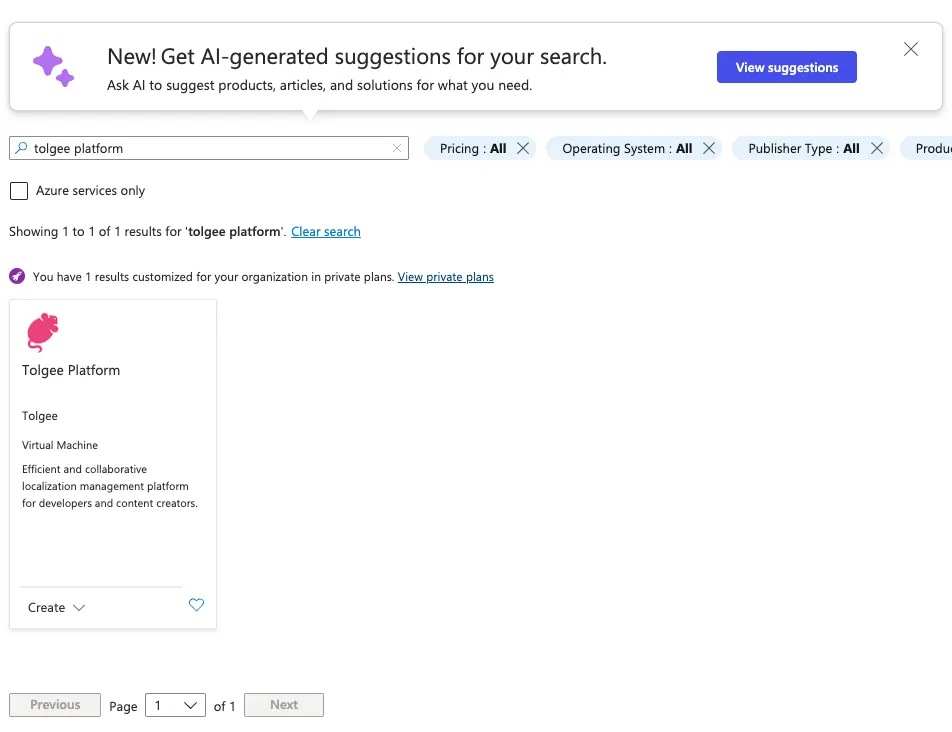 New! Get AI-generated suggestions for your search.
Ask AI to suggest products, articles, and solutions for what you need.
View suggestions
tolgee platform
Pricing : All
Operating System : All
Publisher Type : All
Produc
Azure services only
Showing 1 to 1 of 1 results for 'tolgee platform'. Clear search
You have 1 results customized for your organization in private plans. View private plans
Tolgee Platform
Tolgee
Virtual Machine
Efficient and collaborative
localization management platform
for developers and content creators.
Create
Previous
Page
1
of 1
Next